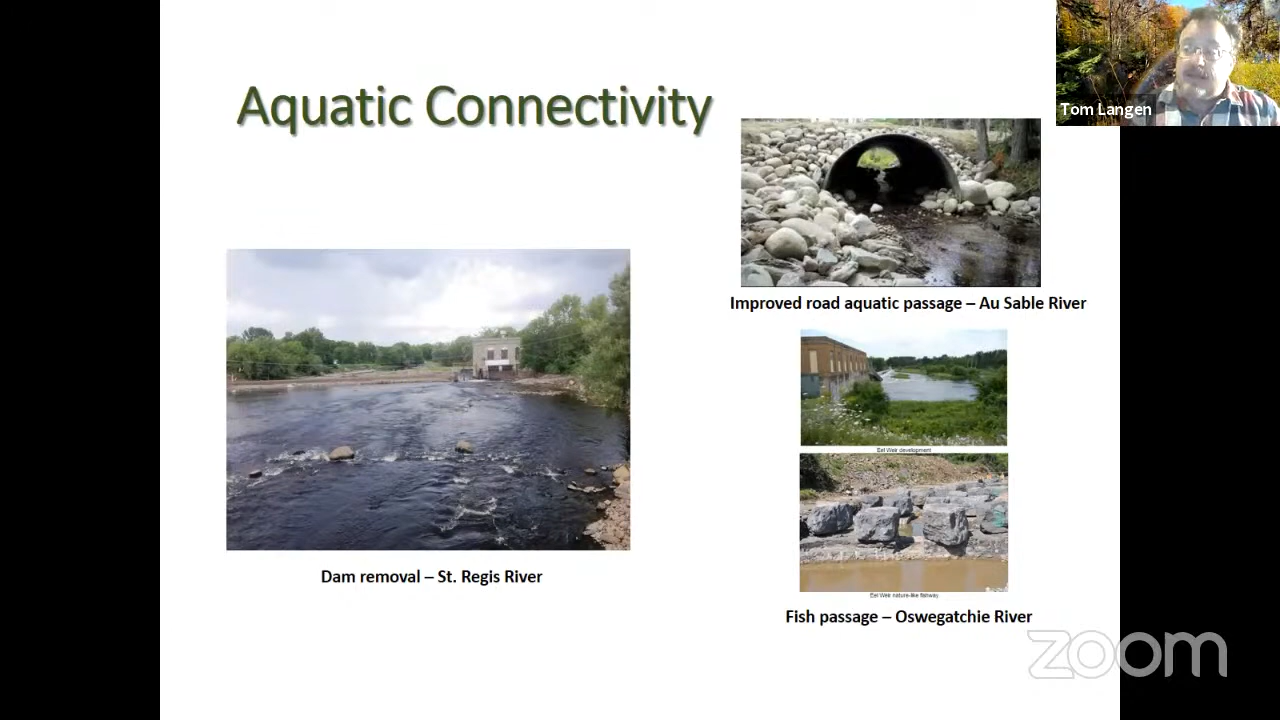 Aquatic Connectivity
Tom Langen
Improved road aquatic passage – Au Sable River
Eel Weir development
Eel Weir nature-like fishway
Dam removal – St. Regis River
Fish passage – Oswegatchie River
zoom